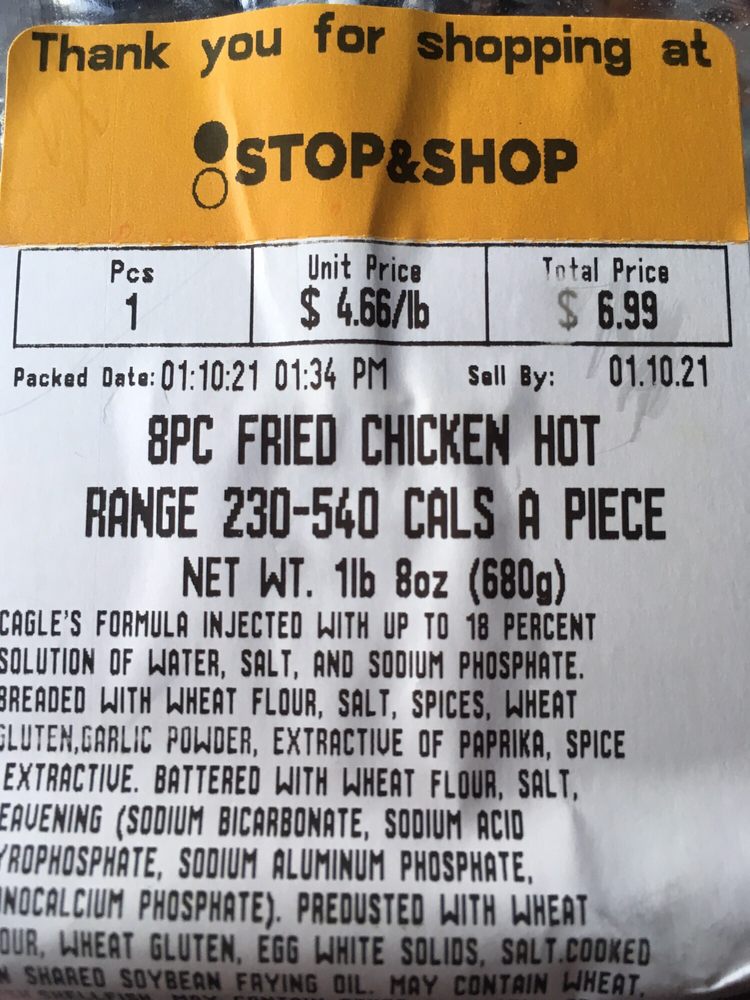 Thank you for shopping at
STOP&SHOP
Pcs Unit Price Total Price
1 $ 4.66/lb $ 6.99
Packed Date: 01:10:21 01:34 PM Sell By: 01.10.21
8PC FRIED CHICKEN HOT
RANGE 230-540 CALS A PIECE
NET WT. 1lb 8oz (680g)
CAGLE'S FORMULA INJECTED WITH UP TO 18 PERCENT
SOLUTION OF WATER, SALT, AND SODIUM PHOSPHATE.
BREADED WITH WHEAT FLOUR, SALT, SPICES, WHEAT
GLUTEN,GARLIC POWDER, EXTRACTIVE OF PAPRIKA, SPICE
EXTRACTIVE. BATTERED WITH WHEAT FLOUR, SALT,
EAVENING (SODIUM BICARBONATE, SODIUM ACID
YROPHOSPHATE, SODIUM ALUMINUM PHOSPHATE,
NOCALCIUM PHOSPHATE). PREDUSTED WITH WHEAT
OUR, WHEAT GLUTEN, EGG WHITE SOLIDS, SALT.COOKED
N SHARED SOYBEAN FRYING OIL. MAY CONTAIN WHEAT,